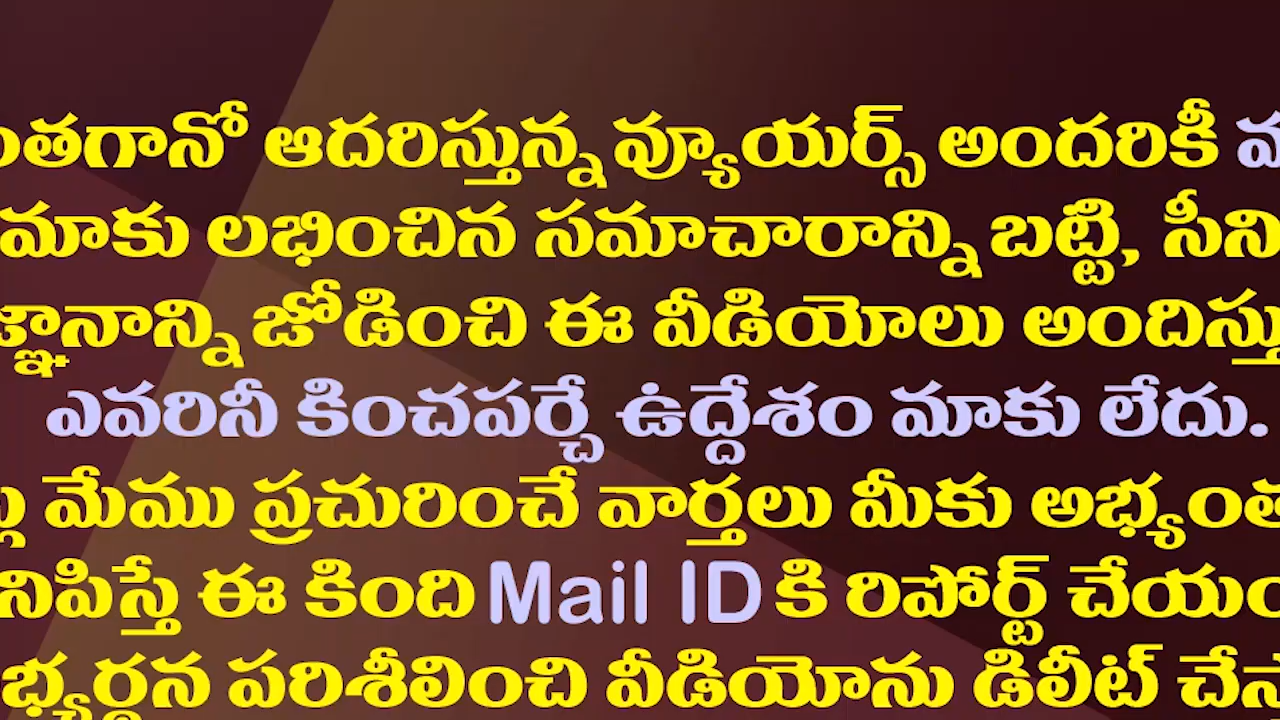 ంతగానో ఆదరిస్తున్న వ్యూయర్స్ అందరికీ
మాకు లభించిన సమాచారాన్ని బట్టి, సీని
జ్ఞానాన్ని జోడించి ఈ వీడియోలు అందిస్తు
ఎవరినీ కించపర్చే ఉద్దేశం మాకు లేదు.
మేము ప్రచురించే వార్తలు మీకు అభ్యంత
నిపిస్తే ఈ కింది Mail ID కి రిపోర్ట్ చేయం
భ్యర్థన పరిశీలించి వీడియోను డిలీట్ చేస